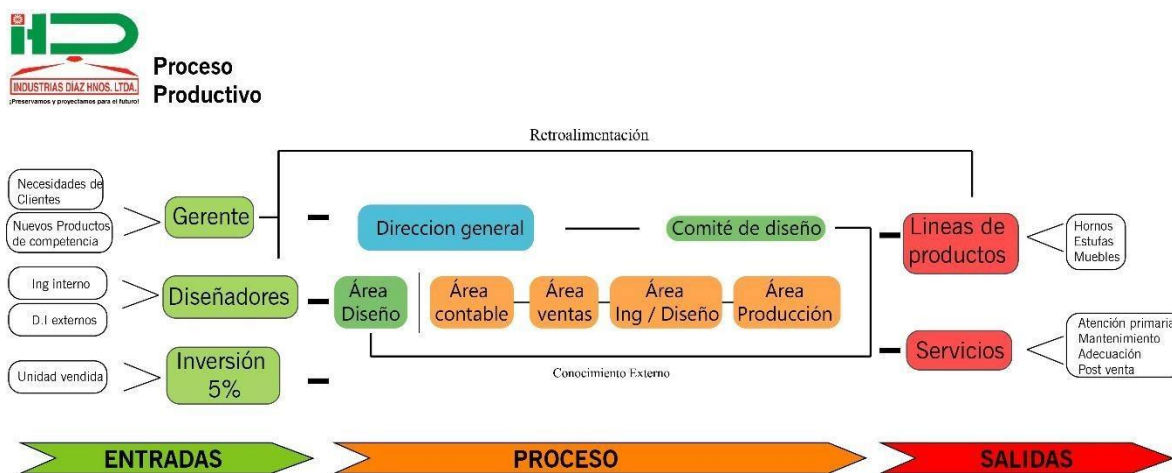 INDUSTRIAS DÍAZ HNOS. LTDA.
¡Preservamos y proyectamos para el futuro!
Proceso
Productivo
Retroalimentación
Necesidades de
Clientes
Nuevos Productos
de competencia
Gerente
Direccion general
Comité de diseño
Lineas de
productos
Hornos
Estufas
Muebles
Ing Interno
D.I externos
Diseñadores
Área
Diseño
Área
contable
Área
ventas
Área
Ing / Diseño
Área
Producción
Unidad vendida
Inversión
5%
Conocimiento Externo
Servicios
Atención primaria
Mantenimiento
Adecuación
Post venta
ENTRADAS
PROCESO
SALIDAS